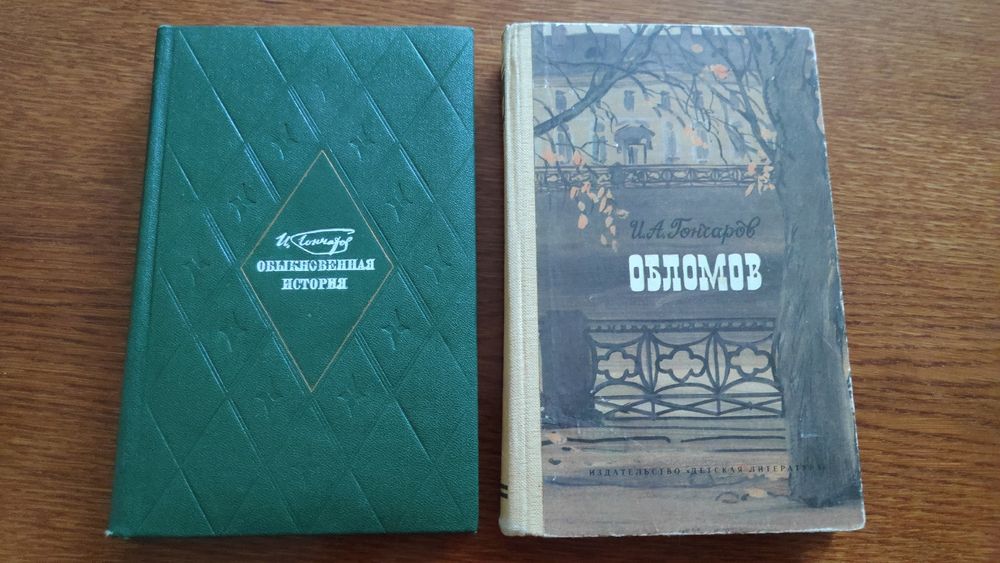 И. Гончаров
ОБЫКНОВЕННАЯ
ИСТОРИЯ
И.А. Гончаров
ОБЛОМОВ
ИЗДАТЕЛЬСТВО «ДЕТСКАЯ ЛИТЕРАТУРА»